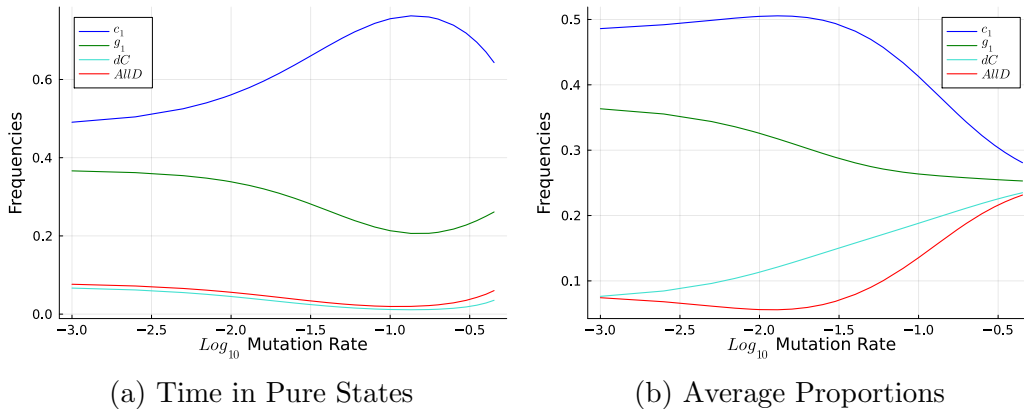 c1
g1
dC
AllD
0.6
0.4
0.2
0.0
Frequencies
−3.0 −2.5 −2.0 −1.5 −1.0 −0.5
Log10 Mutation Rate
(a) Time in Pure States
c1
g1
dC
AllD
0.5
0.4
0.3
0.2
0.1
Frequencies
−3.0 −2.5 −2.0 −1.5 −1.0 −0.5
Log10 Mutation Rate
(b) Average Proportions